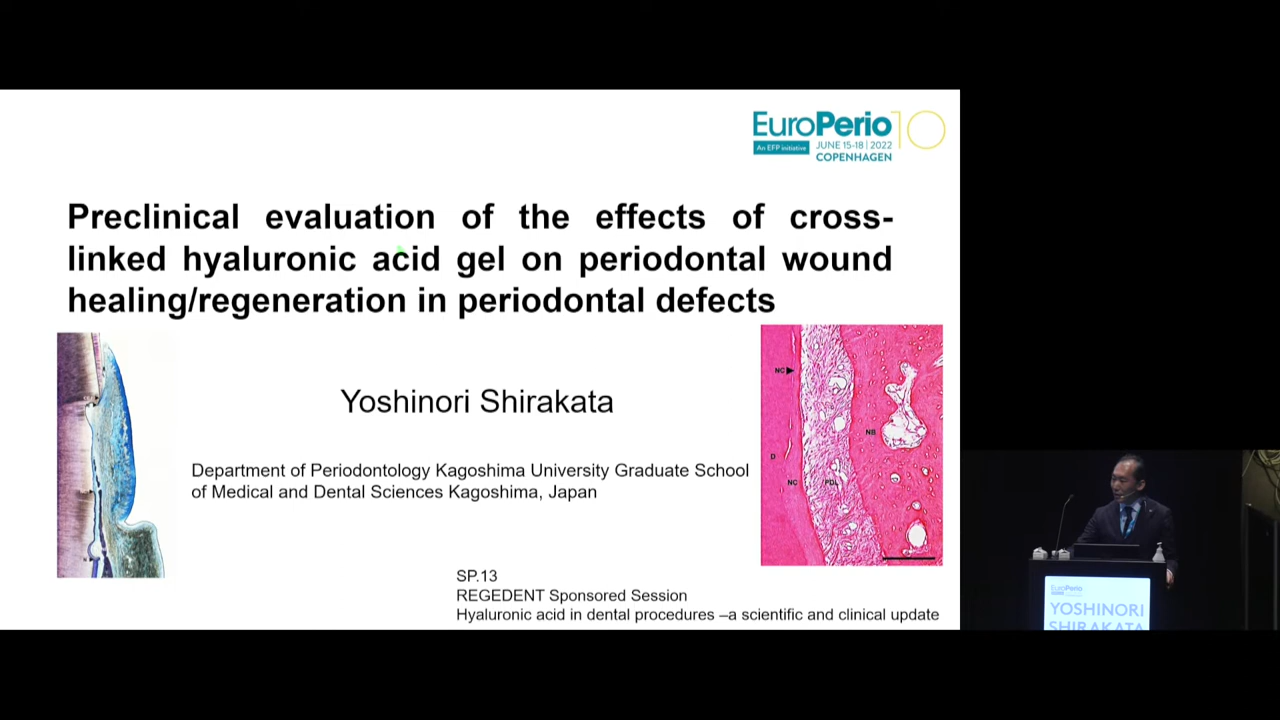 EuroPerio 10
An EFP initiative
JUNE 15-18 | 2022
COPENHAGEN
Preclinical evaluation of the effects of cross-
linked hyaluronic acid gel on periodontal wound
healing/regeneration in periodontal defects
Yoshinori Shirakata
Department of Periodontology Kagoshima University Graduate School
of Medical and Dental Sciences Kagoshima, Japan
NC
NB
D
NC
PDL
SP.13
REGEDENT Sponsored Session
Hyaluronic acid in dental procedures –a scientific and clinical update
EuroPerio
YOSHINORI
SHIRAKATA